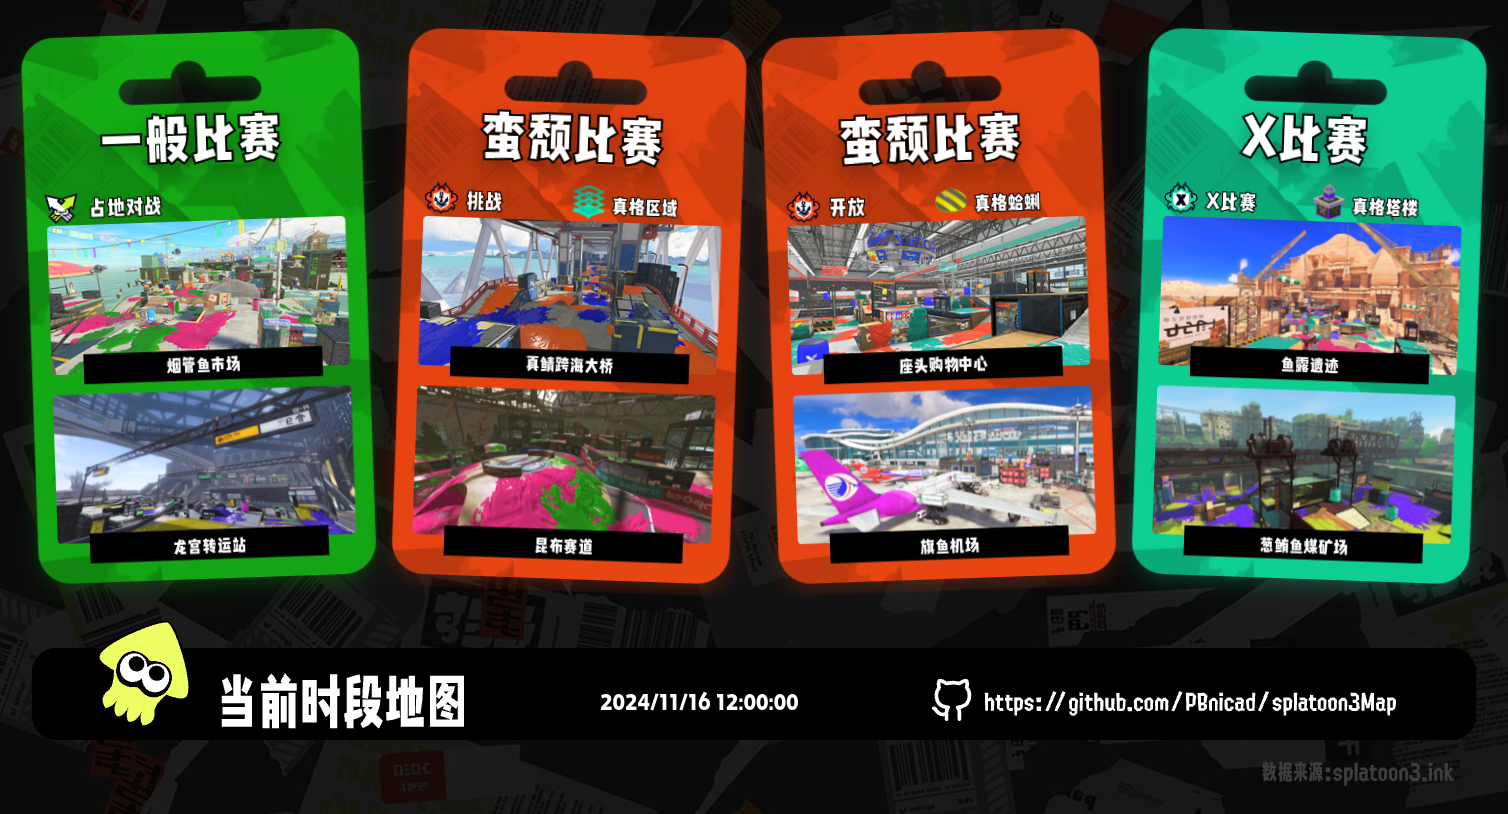 一般比赛
占地对战
烟管鱼市场
龙宫转运站
蛮颓比赛
挑战
真格区域
真鲭跨海大桥
昆布赛道
蛮颓比赛
开放
真格蛤蜊
座头购物中心
旗鱼机场
X比赛
X比赛
真格塔楼
鱼露遗迹
葱鲔鱼煤矿场
当前时段地图
2024/11/16 12:00:00
https://github.com/PBnicad/splatoon3Map
数据来源:splatoon3.ink